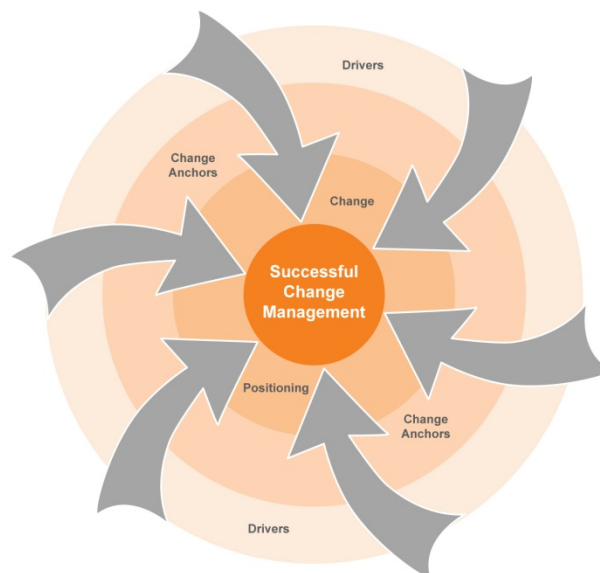 Drivers
Change
Anchors
Change
Successful
Change
Management
Positioning
Change
Anchors
Drivers